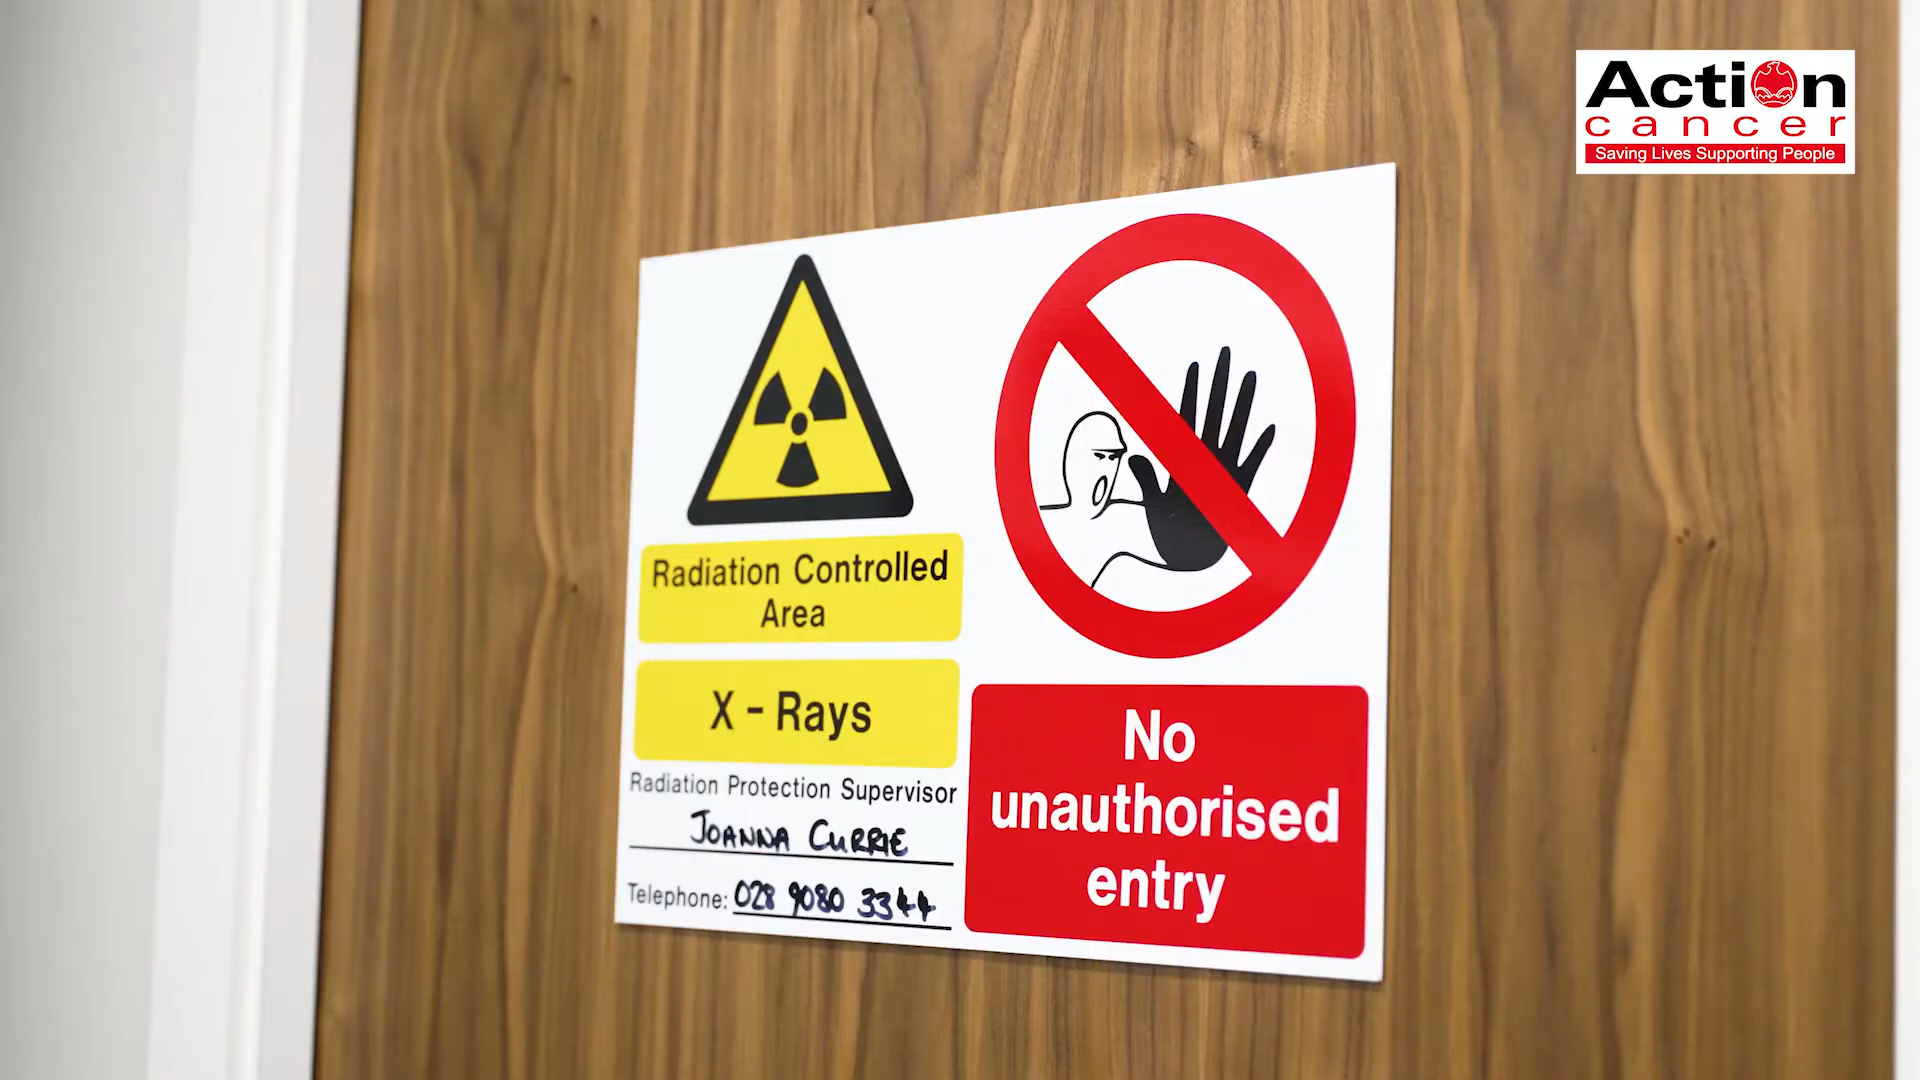 Action
cancer
Saving Lives Supporting People
Radiation Controlled
Area
X - Rays
Radiation Protection Supervisor
JOANNA CURRIE
Telephone: 028 9080 3344
No
unauthorised
entry